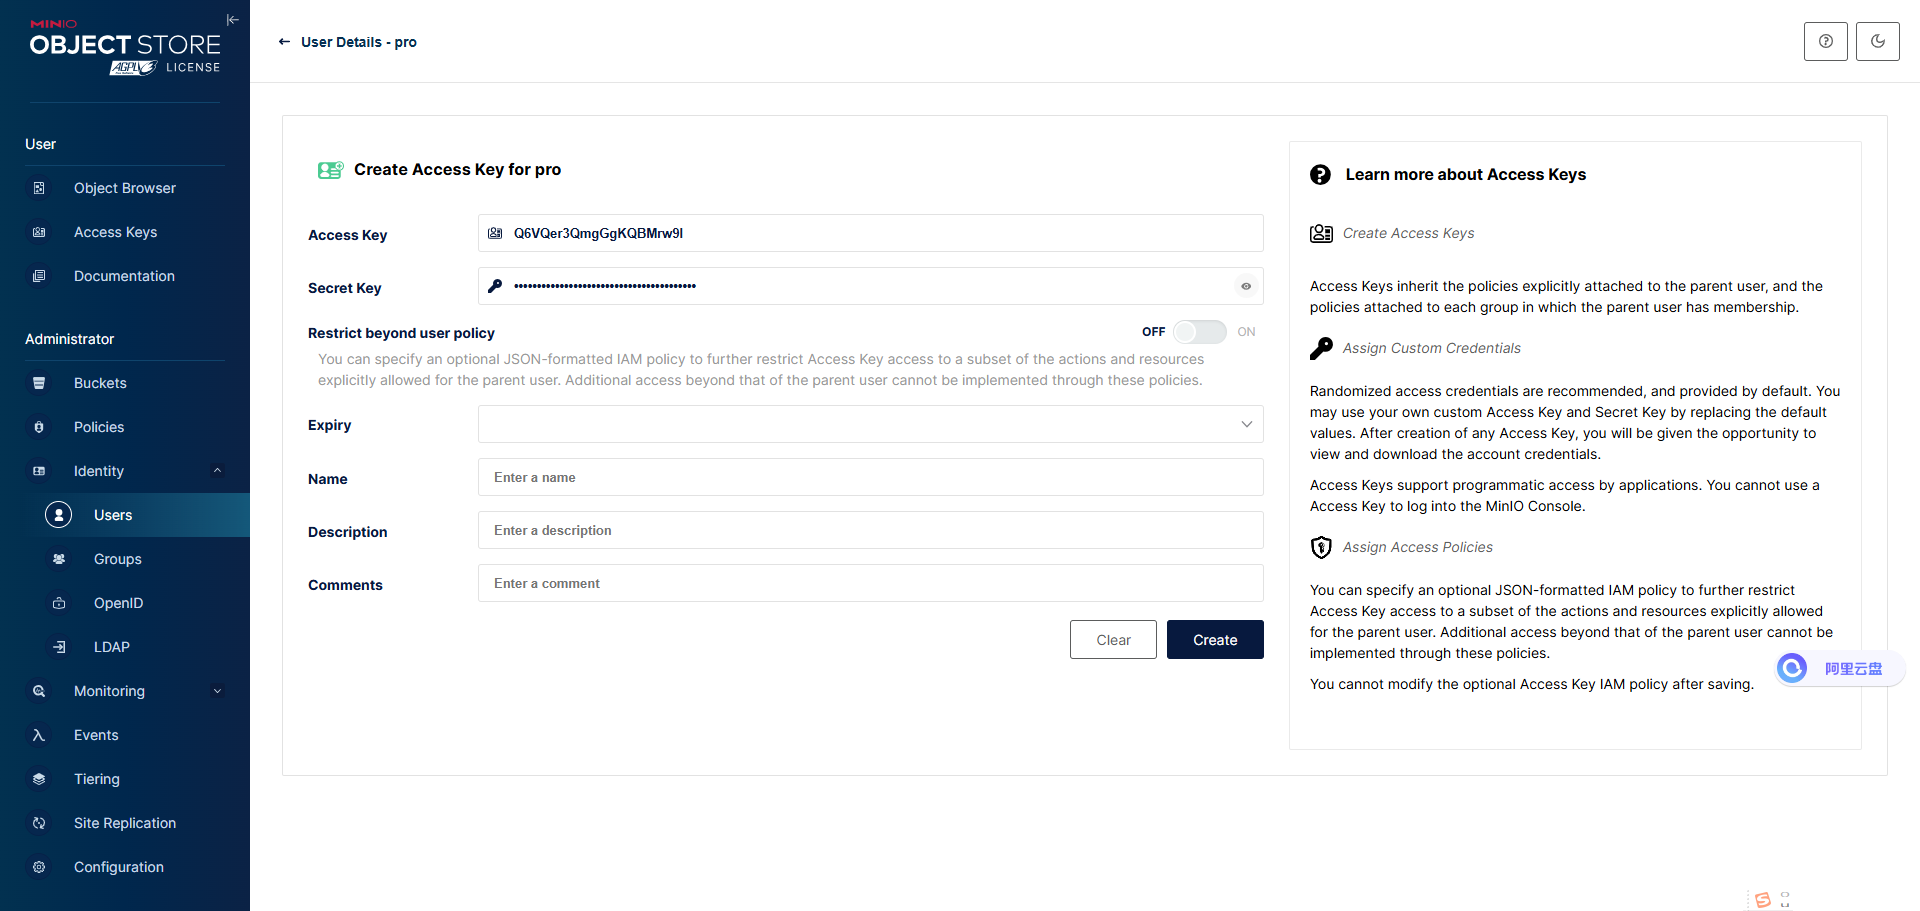 MINIO
OBJECT STORE
AGPL LICENSE
User
Object Browser
Access Keys
Documentation
Administrator
Buckets
Policies
Identity
Users
Groups
OpenID
LDAP
Monitoring
Events
Tiering
Site Replication
Configuration
User Details - pro
Create Access Key for pro
Access Key
Q6VQer3QmgGgKQBMrw9I
Secret Key
••••••••••••••••••••••••••••••••••••••••
Restrict beyond user policy
OFF
ON
You can specify an optional JSON-formatted IAM policy to further restrict Access Key access to a subset of the actions and resources
explicitly allowed for the parent user. Additional access beyond that of the parent user cannot be implemented through these policies.
Expiry
Name
Enter a name
Description
Enter a description
Comments
Enter a comment
Clear
Create
Learn more about Access Keys
Create Access Keys
Access Keys inherit the policies explicitly attached to the parent user, and the
policies attached to each group in which the parent user has membership.
Assign Custom Credentials
Randomized access credentials are recommended, and provided by default. You
may use your own custom Access Key and Secret Key by replacing the default
values. After creation of any Access Key, you will be given the opportunity to
view and download the account credentials.
Access Keys support programmatic access by applications. You cannot use a
Access Key to log into the MinIO Console.
Assign Access Policies
You can specify an optional JSON-formatted IAM policy to further restrict
Access Key access to a subset of the actions and resources explicitly allowed
for the parent user. Additional access beyond that of the parent user cannot be
implemented through these policies.
You cannot modify the optional Access Key IAM policy after saving.
阿里云盘